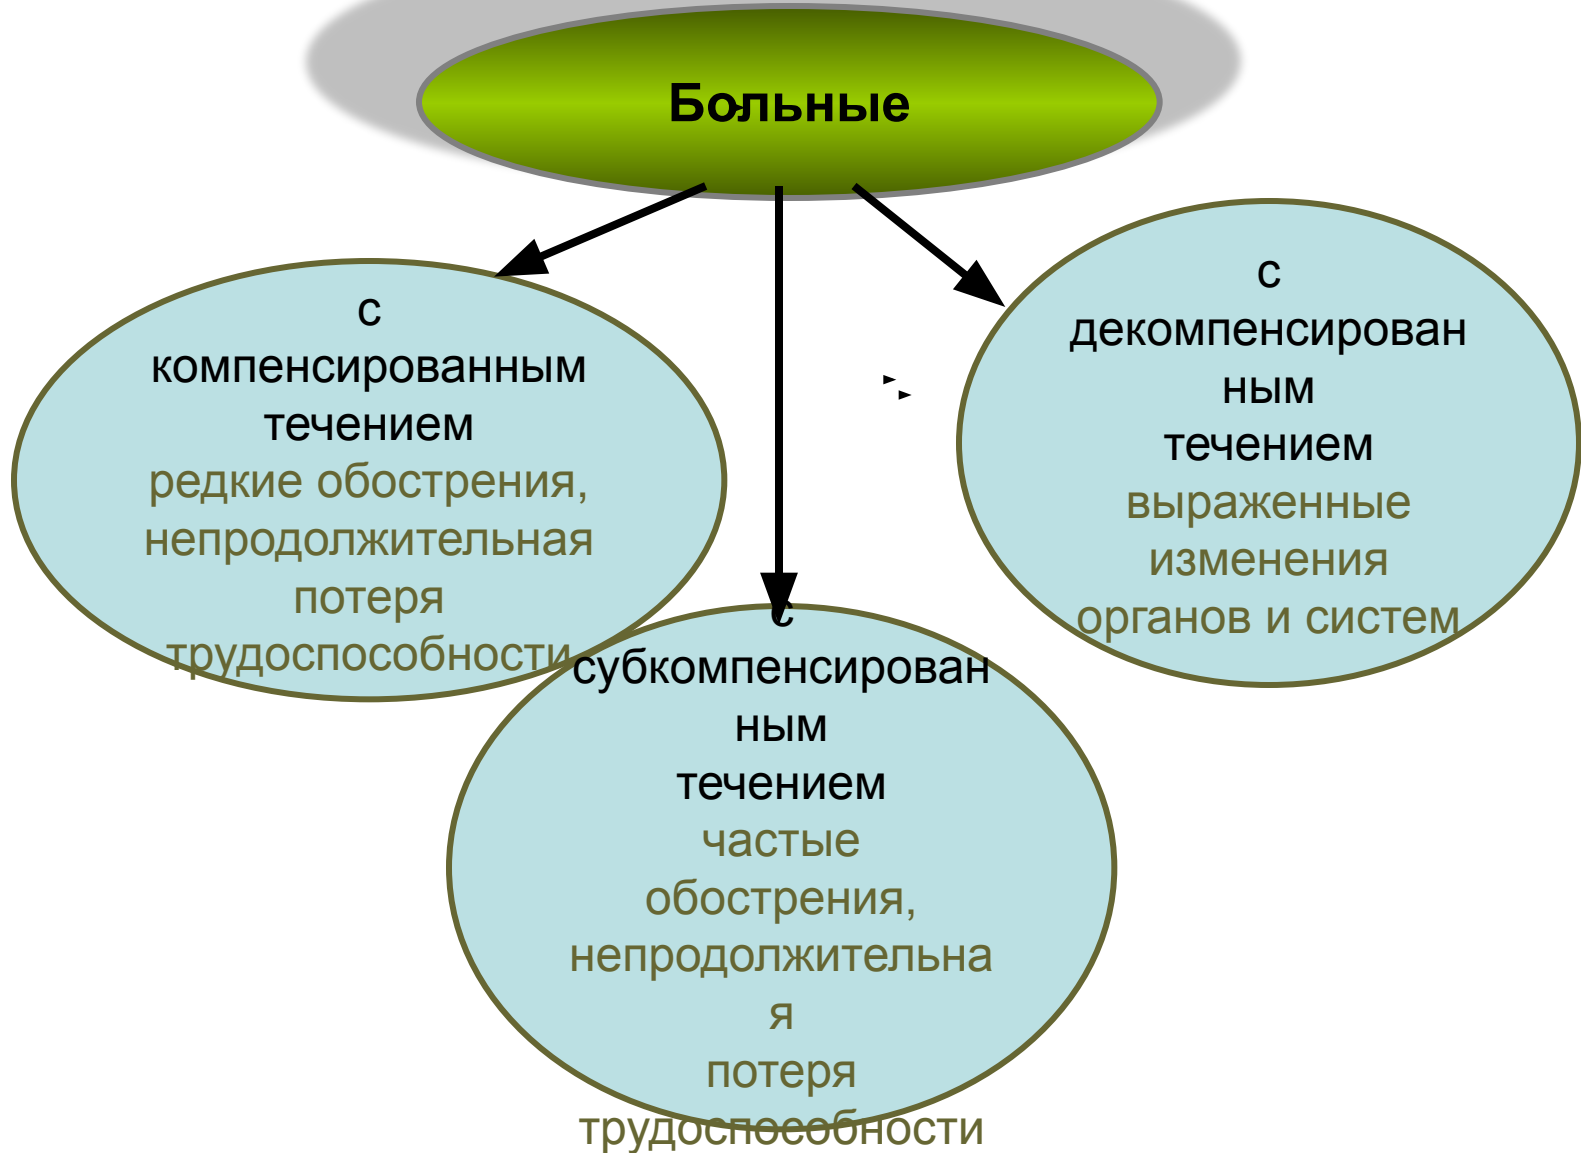 Больные
с
компенсированным
течением
редкие обострения,
непродолжительная
потеря
трудоспособности
с
субкомпенсирован
ным
течением
частые
обострения,
непродолжительна
я
потеря
трудоспособности
с
декомпенсирован
ным
течением
выраженные
изменения
органов и систем